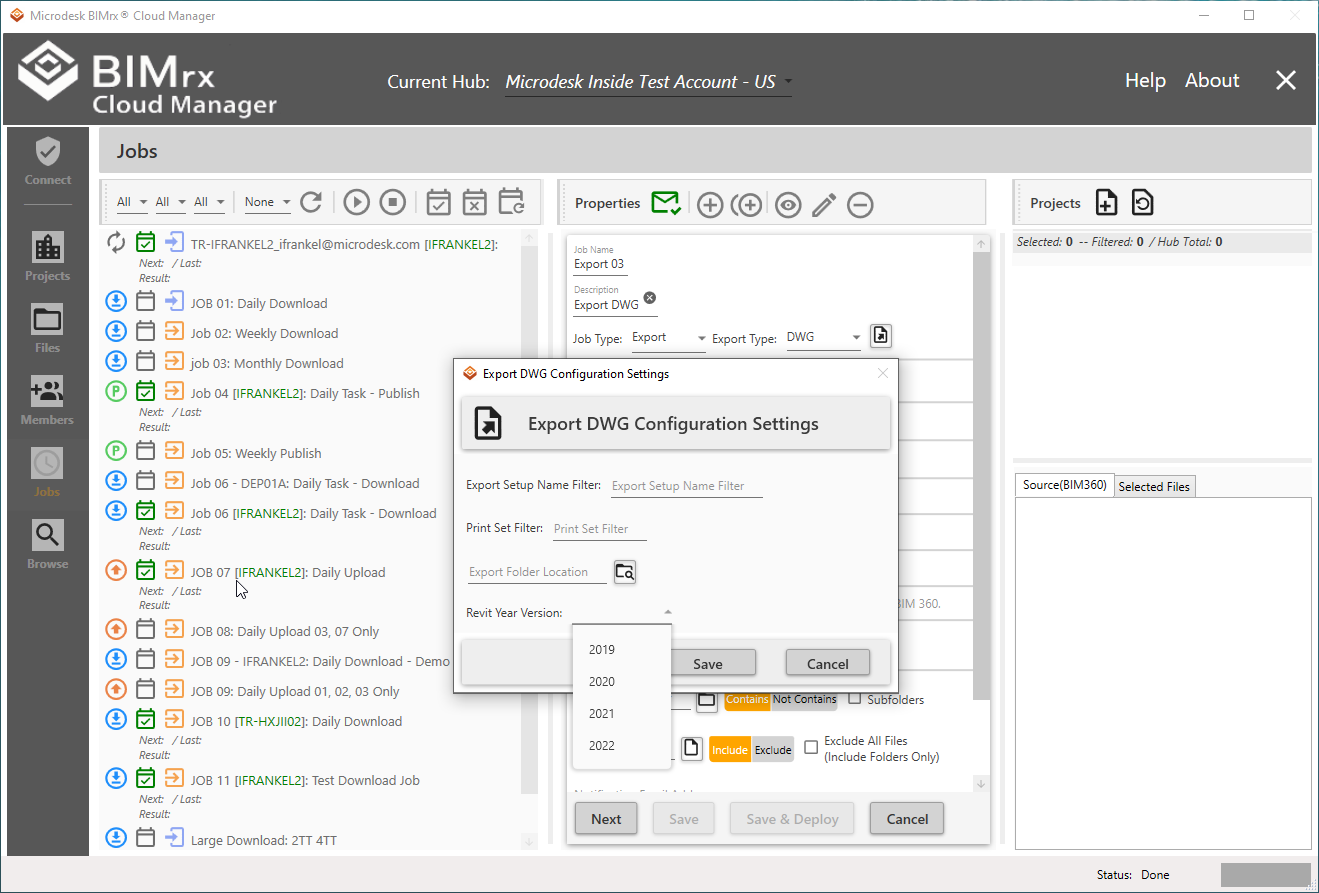 Microdesk BIMrx® Cloud Manager
BIMrx
Cloud Manager
Current Hub: Microdesk Inside Test Account - US
Help About
Connect
Projects
Files
Members
Jobs
Browse
Jobs
All All All None
TR-IFRANKEL2_ifrankel@microdesk.com [IFRANKEL2]:
Next: / Last:
Result:
JOB 01: Daily Download
Job 02: Weekly Download
job 03: Monthly Download
P Job 04 [IFRANKEL2]: Daily Task - Publish
Next: / Last:
Result:
P Job 05: Weekly Publish
Job 06 - DEP01A: Daily Task - Download
Job 06 [IFRANKEL2]: Daily Task - Download
Next: / Last:
Result:
JOB 07 [IFRANKEL2]: Daily Upload
Next: / Last:
Result:
JOB 08: Daily Upload 03, 07 Only
JOB 09 - IFRANKEL2: Daily Download - Demo
JOB 09: Daily Upload 01, 02, 03 Only
JOB 10 [TR-HXJII02]: Daily Download
Next: / Last:
Result:
JOB 11 [IFRANKEL2]: Test Download Job
Next: / Last:
Result:
Large Download: 2TT 4TT
Properties
Job Name
Export 03
Description
Export DWG
Job Type: Export Export Type: DWG
Export DWG Configuration Settings
Export DWG Configuration Settings
Export Setup Name Filter: Export Setup Name Filter
Print Set Filter: Print Set Filter
Export Folder Location
Revit Year Version:
2019
2020
2021
2022
Save Cancel
BIM 360.
Contains Not Contains Subfolders
Include Exclude Exclude All Files
(Include Folders Only)
Next Save Save & Deploy Cancel
Projects
Selected: 0 -- Filtered: 0 / Hub Total: 0
Source(BIM360) Selected Files
Status: Done